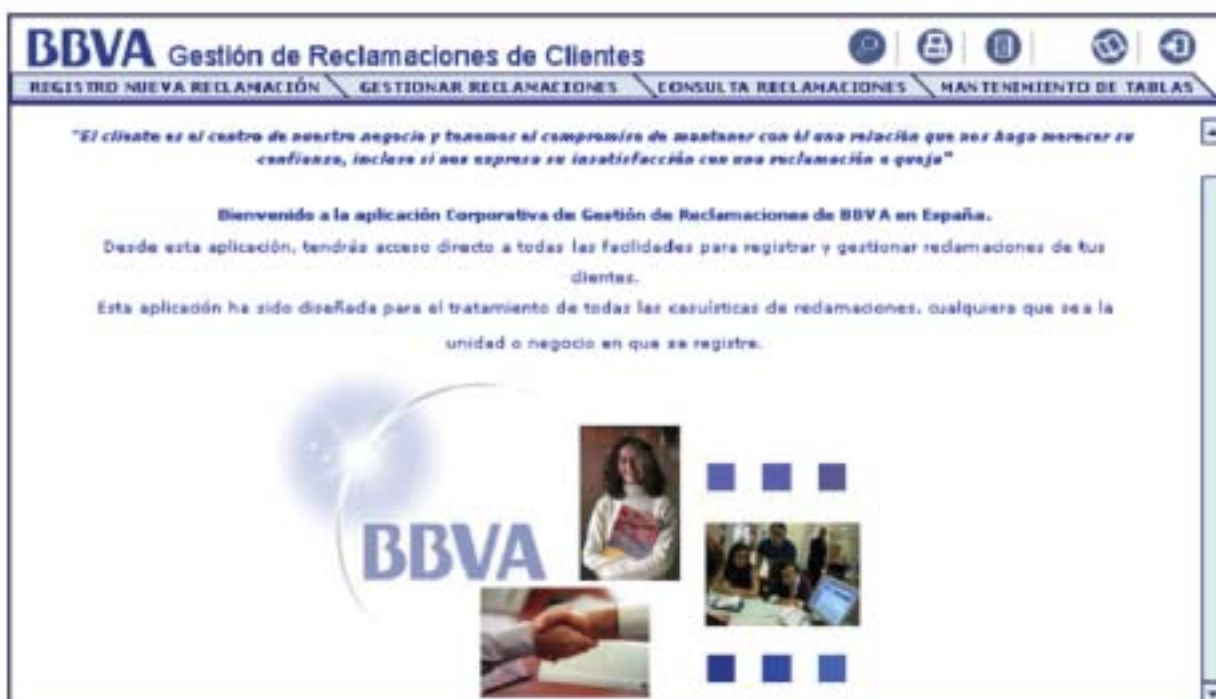 BBVA Gestión de Reclamaciones de Clientes
REGISTRO NUEVA RECLAMACIÓN GESTIONAR RECLAMACIONES CONSULTA RECLAMACIONES MANTENIMIENTO DE TABLAS
"El cliente es el centro de nuestro negocio y tenemos el compromiso de mantener con él una relación que nos haga merecer su
confianza, incluso si nos expresa su insatisfacción con una reclamación o queja"
Bienvenido a la aplicación Corporativa de Gestión de Reclamaciones de BBVA en España.
Desde esta aplicación, tendrás acceso directo a todas las facilidades para registrar y gestionar reclamaciones de tus
clientes.
Esta aplicación ha sido diseñada para el tratamiento de todas las casuísticas de reclamaciones, cualquiera que sea la
unidad o negocio en que se registre.
BBVA